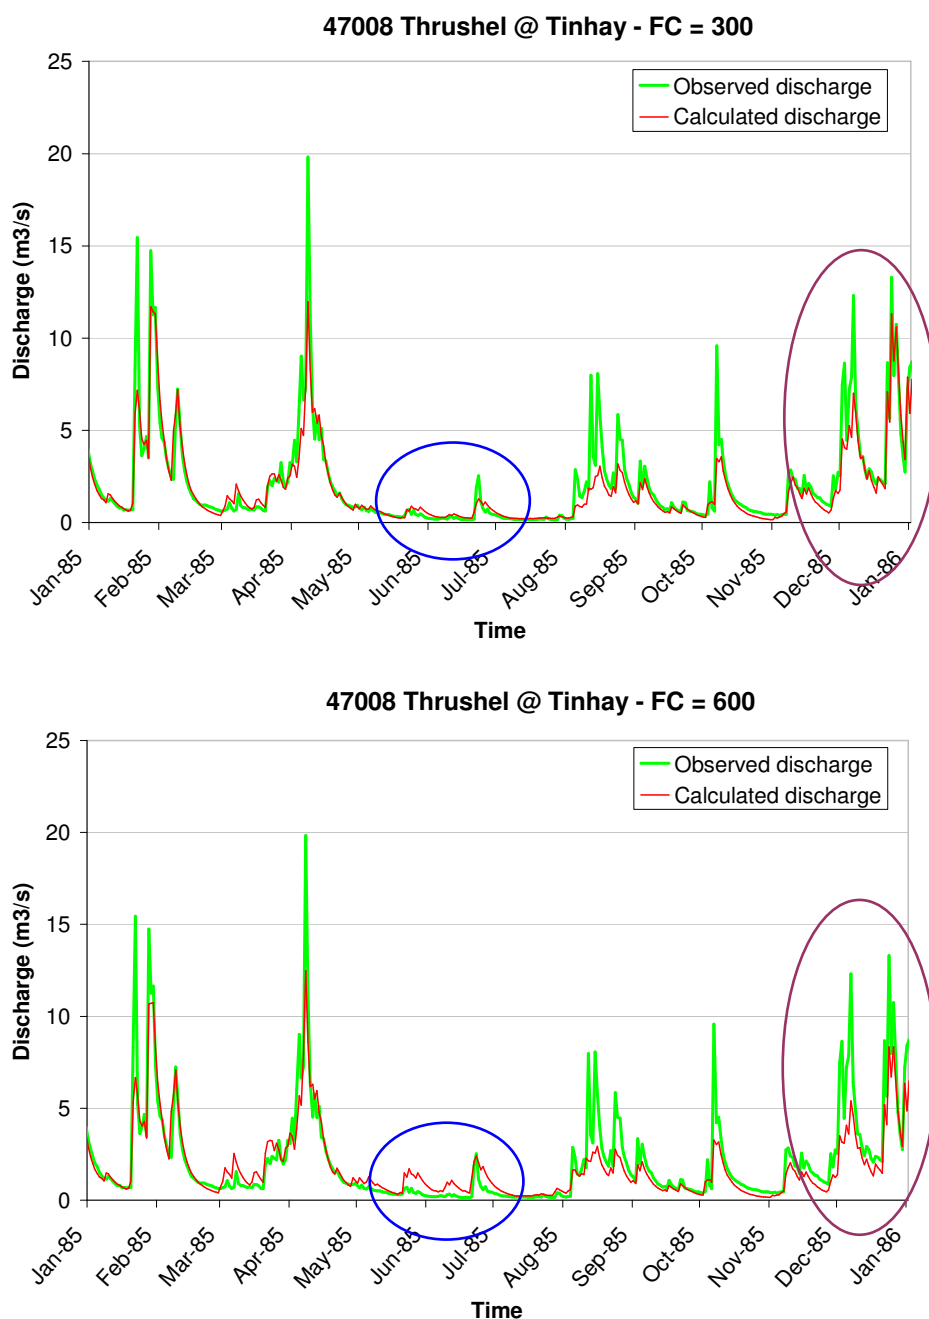 47008 Thrushel @ Tinhay - FC = 300
25
20
15
10
5
0
Discharge (m3/s)
Observed discharge
Calculated discharge
Jan-85
Feb-85
Mar-85
Apr-85
May-85
Jun-85
Jul-85
Aug-85
Sep-85
Oct-85
Nov-85
Dec-85
Jan-86
Time
47008 Thrushel @ Tinhay - FC = 600
25
20
15
10
5
0
Discharge (m3/s)
Observed discharge
Calculated discharge
Jan-85
Feb-85
Mar-85
Apr-85
May-85
Jun-85
Jul-85
Aug-85
Sep-85
Oct-85
Nov-85
Dec-85
Jan-86
Time